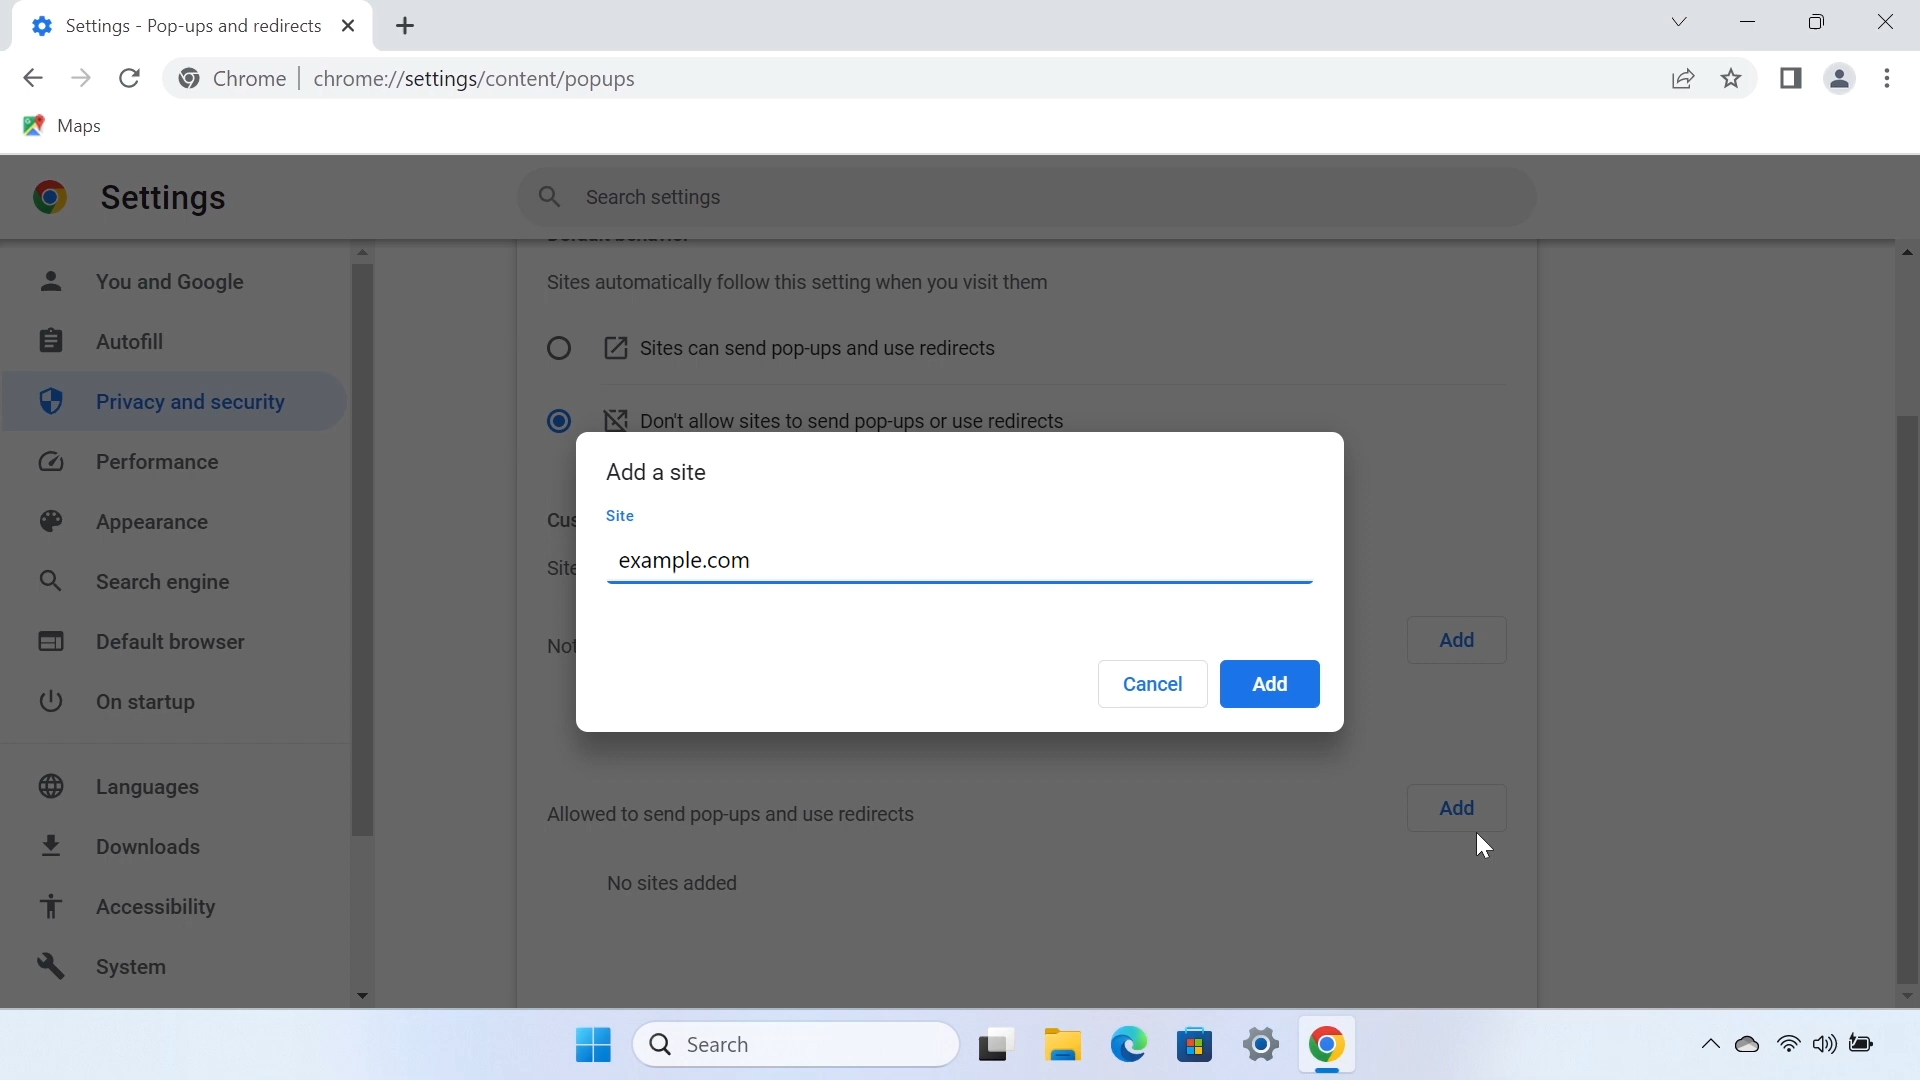 Settings - Pop-ups and redirects
Chrome | chrome://settings/content/popups
Maps
Settings
Search settings
You and Google
Autofill
Privacy and security
Performance
Appearance
Search engine
Default browser
On startup
Languages
Downloads
Accessibility
System
Sites automatically follow this setting when you visit them
Sites can send pop-ups and use redirects
Don't allow sites to send pop-ups or use redirects
Cus
Site
Not
Add
Add a site
Site
example.com
Cancel
Add
Allowed to send pop-ups and use redirects
Add
No sites added
Search